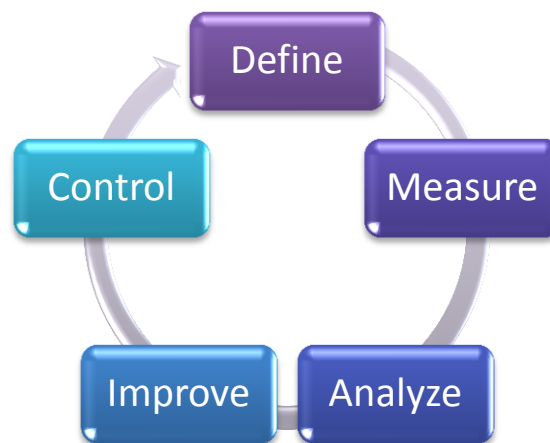 Define
Measure
Analyze
Improve
Control